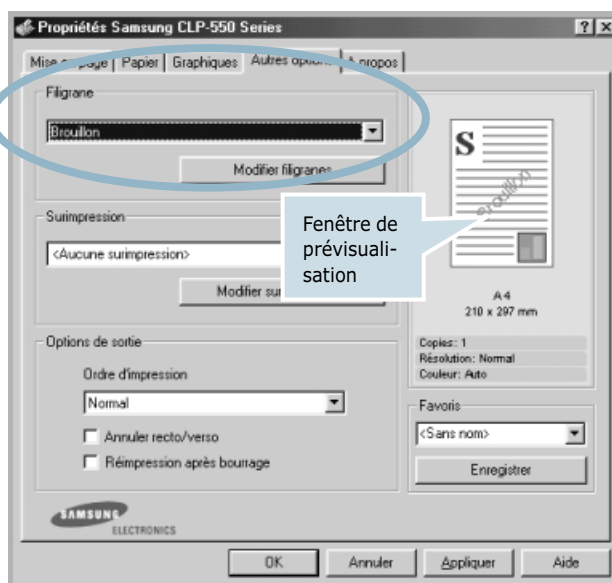 Propriétés Samsung CLP-550 Series
Mise en page Papier Graphiques Autres options A propos
Filigrane
Brouillon
Modifier filigranes
Surimpression
<Aucune surimpression>
Modifier
Options de sortie
Ordre d'impression
Normal
Annuler recto/verso
Réimpression après bourrage
SAMSUNG
ELECTRONICS
S
Brouillon
Fenêtre de
prévisuali-
sation
A4
210 x 297 mm
Copies: 1
Résolution: Normal
Couleur: Auto
Favoris
<Sans nom>
Enregistrer
OK Annuler Appliquer Aide